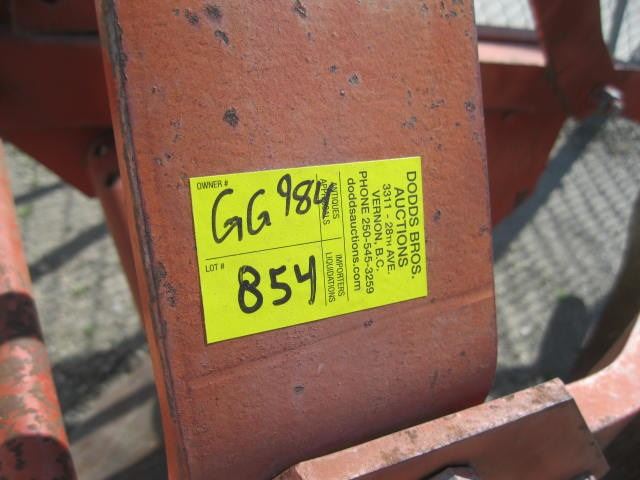 OWNER #
GG984
LOT #
854
ANTIQUES
APPRAISALS
IMPORTERS
LIQUIDATIONS
DODDS BROS.
AUCTIONS
3311 - 28TH AVE.
VERNON, B.C.
PHONE 250-545-3259
doddsauctions.com